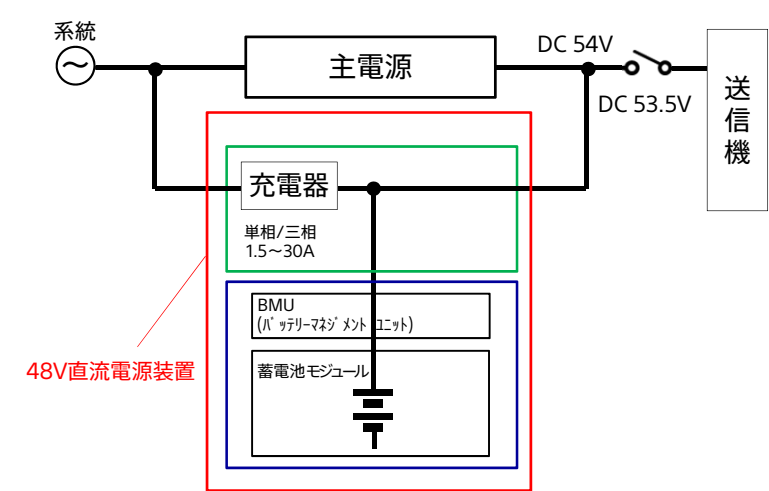 系統
主電源
DC 54V
DC 53.5V
送信機
充電器
単相/三相
1.5～30A
BMU
(ﾊﾞｯﾃﾘｰﾏﾈｼﾞﾒﾝﾄ ﾕﾆｯﾄ)
蓄電池モジュール
48V直流電源装置